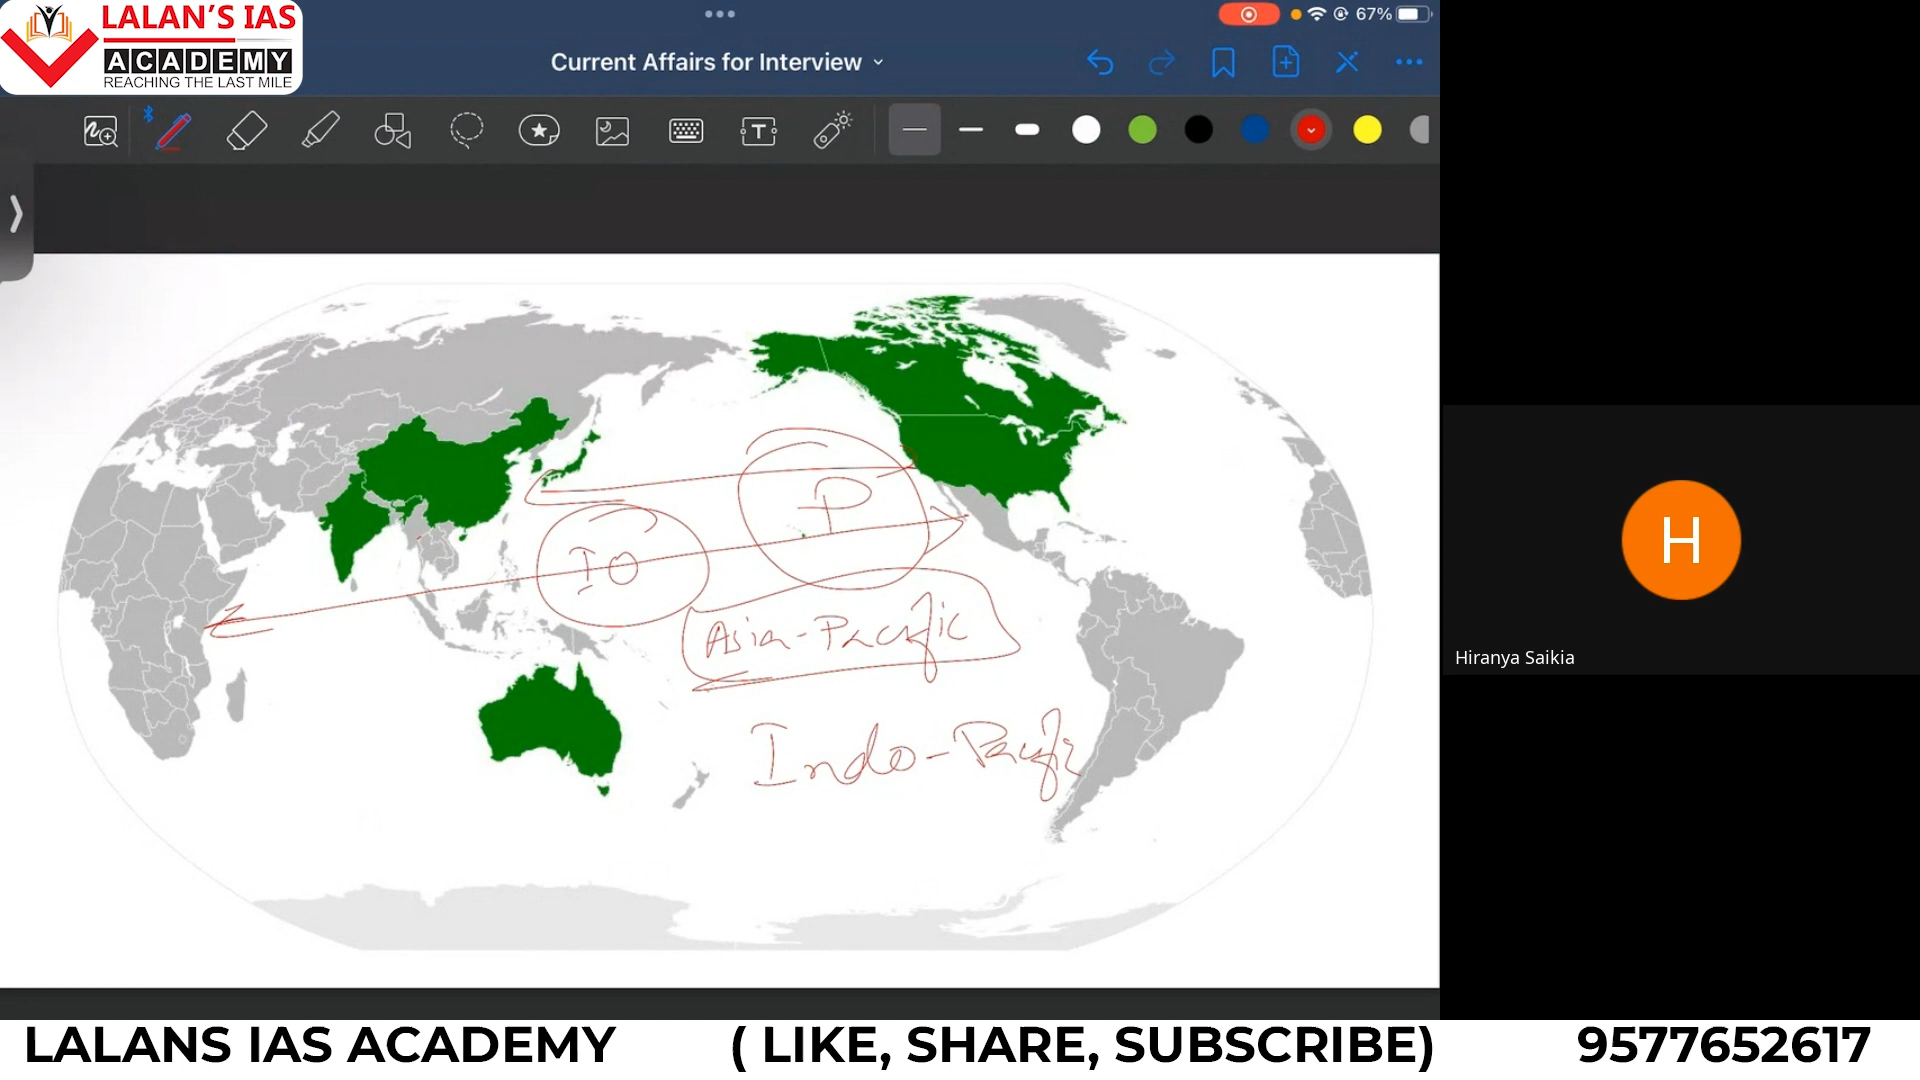 LALAN'S IAS
ACADEMY
REACHING THE LAST MILE
67%
Current Affairs for Interview
T
P
IO
Asia-Pacific
Indo-Pacific
H
Hiranya Saikia
LALANS IAS ACADEMY ( LIKE, SHARE, SUBSCRIBE) 9577652617